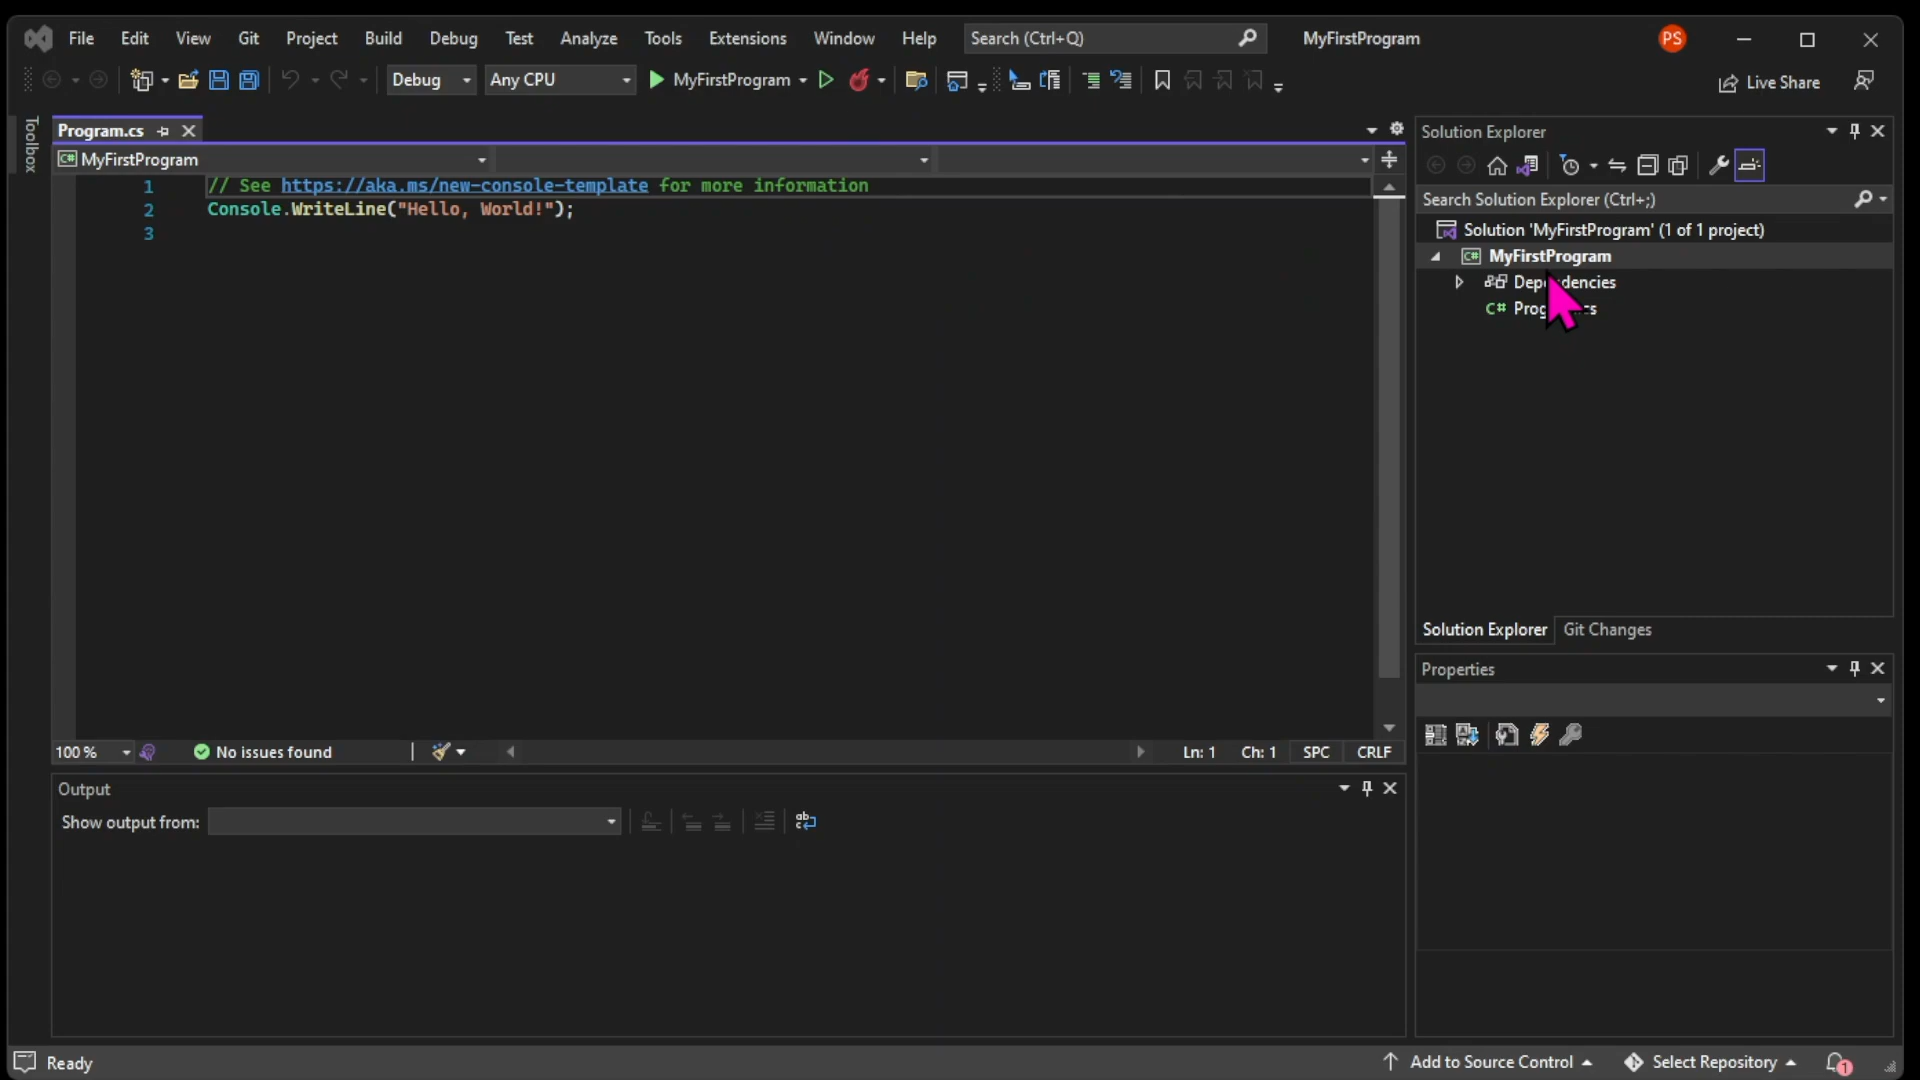 File Edit View Git Project Build Debug Test Analyze Tools Extensions Window Help Search (Ctrl+Q) MyFirstProgram PS
Debug Any CPU MyFirstProgram Live Share
Toolbox
Program.cs
MyFirstProgram
1 // See https://aka.ms/new-console-template for more information
2 Console.WriteLine("Hello, World!");
3
100 % No issues found Ln: 1 Ch: 1 SPC CRLF
Output
Show output from:
Solution Explorer
Search Solution Explorer (Ctrl+;)
Solution 'MyFirstProgram' (1 of 1 project)
C# MyFirstProgram
Dependencies
C#
Solution Explorer Git Changes
Properties
Ready Add to Source Control Select Repository 1